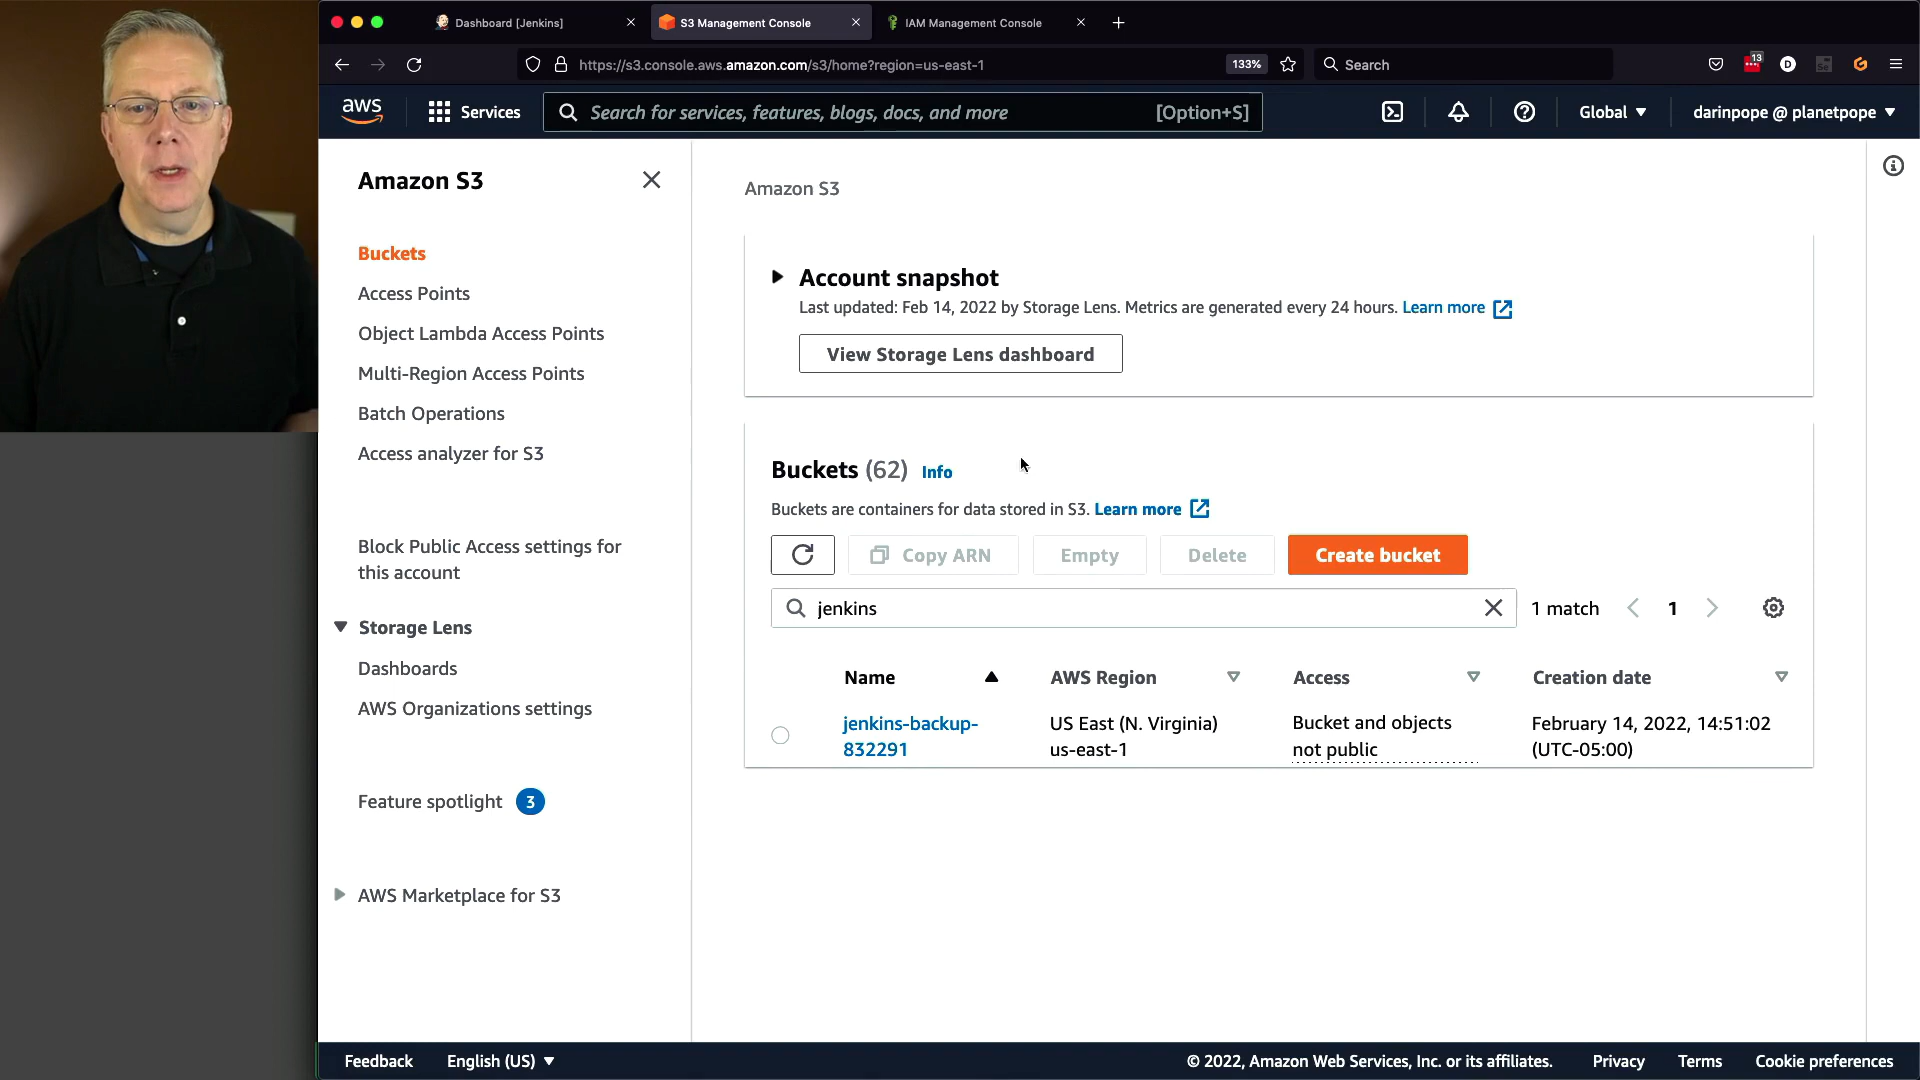 Dashboard [Jenkins]
S3 Management Console
IAM Management Console
https://s3.console.aws.amazon.com/s3/home?region=us-east-1
133%
Search
13
D
aws
Services
Search for services, features, blogs, docs, and more
[Option+S]
Global
darinpope @ planetpope
Amazon S3
Buckets
Access Points
Object Lambda Access Points
Multi-Region Access Points
Batch Operations
Access analyzer for S3
Block Public Access settings for
this account
Storage Lens
Dashboards
AWS Organizations settings
Feature spotlight 3
AWS Marketplace for S3
Amazon S3
Account snapshot
Last updated: Feb 14, 2022 by Storage Lens. Metrics are generated every 24 hours. Learn more
View Storage Lens dashboard
Buckets (62) Info
Buckets are containers for data stored in S3. Learn more
Copy ARN
Empty
Delete
Create bucket
jenkins
1 match
1
Name
AWS Region
Access
Creation date
jenkins-backup-
832291
US East (N. Virginia)
us-east-1
Bucket and objects
not public
February 14, 2022, 14:51:02
(UTC-05:00)
Feedback
English (US)
© 2022, Amazon Web Services, Inc. or its affiliates.
Privacy
Terms
Cookie preferences